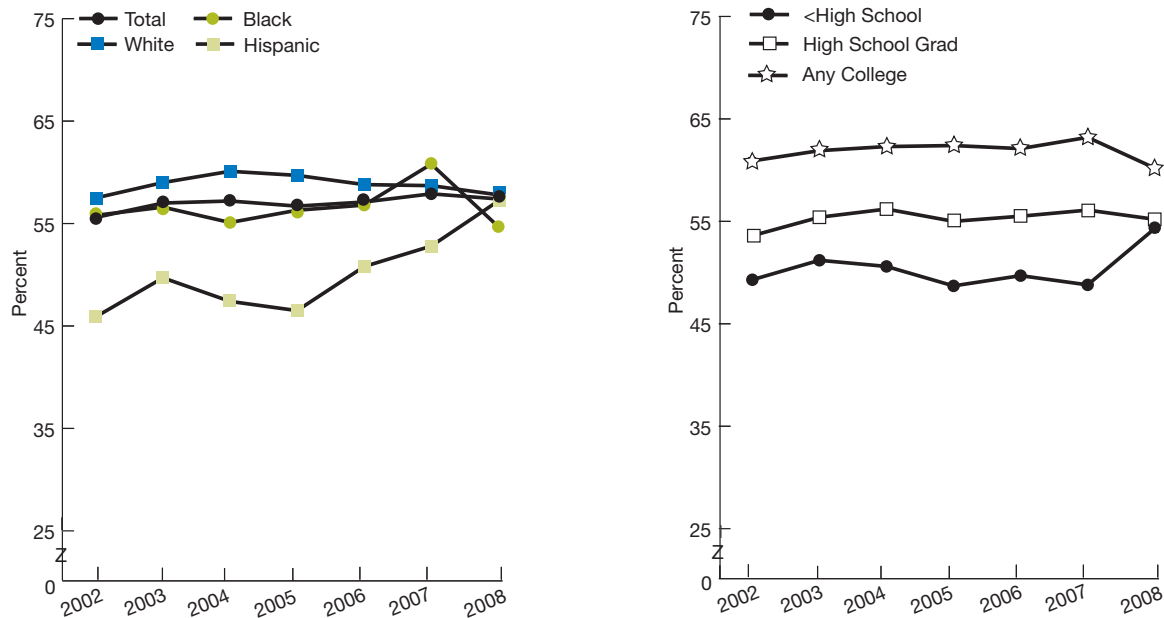 Total Black
White Hispanic
75
65
55
45
35
25
Z
0
Percent
2002 2003 2004 2005 2006 2007 2008
<High School
High School Grad
Any College
75
65
55
45
35
25
Z
0
Percent
2002 2003 2004 2005 2006 2007 2008